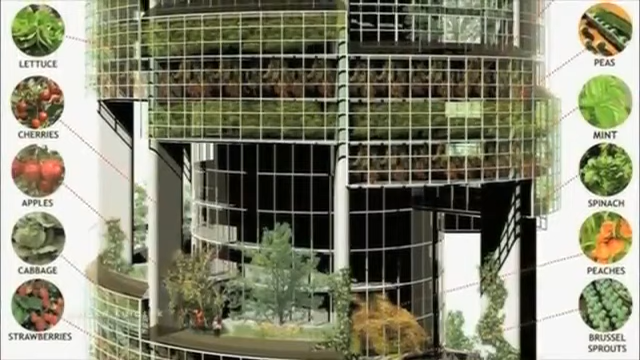 LETTUCE
CHERRIES
APPLES
CABBAGE
STRAWBERRIES
PEAS
MINT
SPINACH
PEACHES
BRUSSEL
SPROUTS